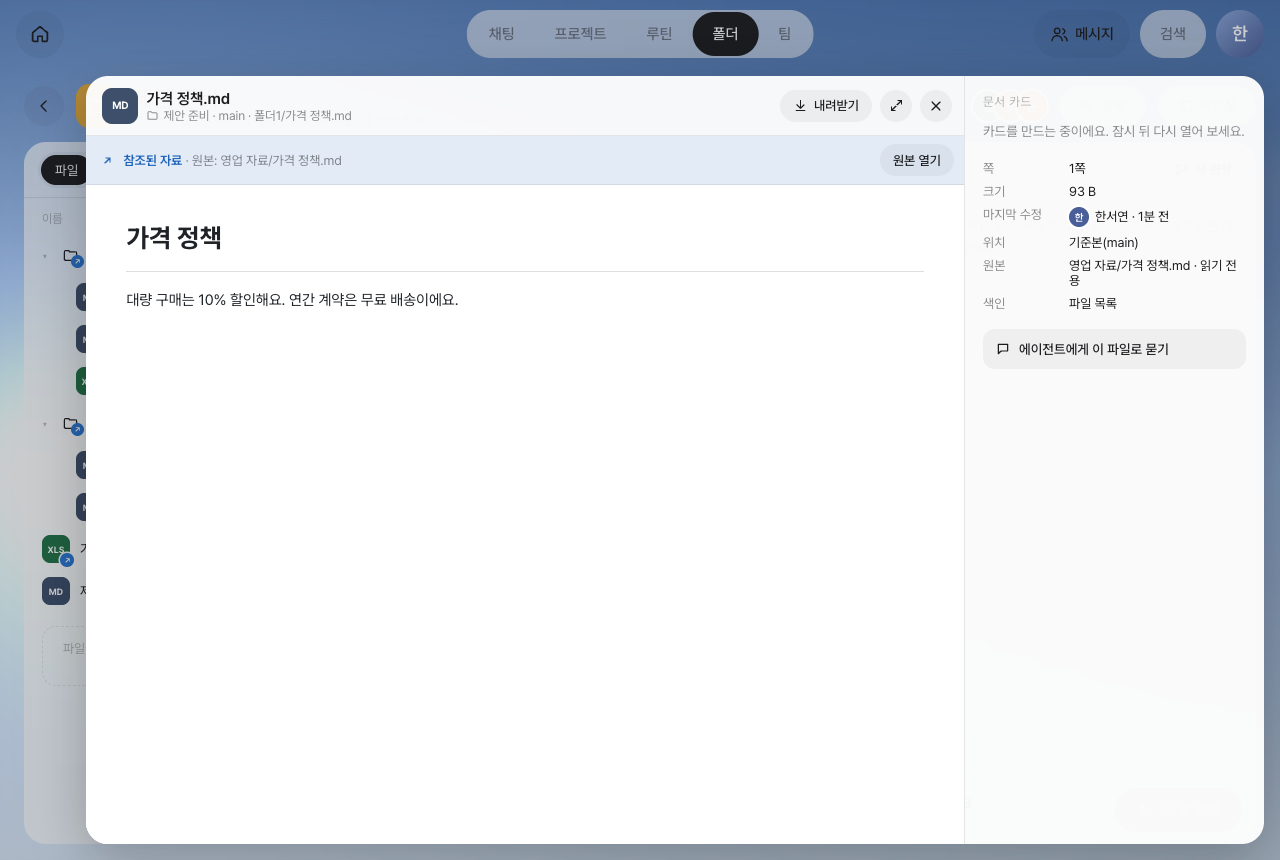 채팅
프로젝트
루틴
폴더
팀
메시지
검색
한
MD
가격 정책.md
제안 준비 · main · 폴더1/가격 정책.md
내려받기
참조된 자료 · 원본: 영업 자료/가격 정책.md
원본 열기
가격 정책
대량 구매는 10% 할인해요. 연간 계약은 무료 배송이에요.
문서 카드
카드를 만드는 중이에요. 잠시 뒤 다시 열어 보세요.
쪽 1쪽
크기 93 B
마지막 수정 한 한서연 · 1분 전
위치 기준본(main)
원본 영업 자료/가격 정책.md · 읽기 전
용
색인 파일 목록
에이전트에게 이 파일로 묻기
파일
이름
XLS
MD
파일